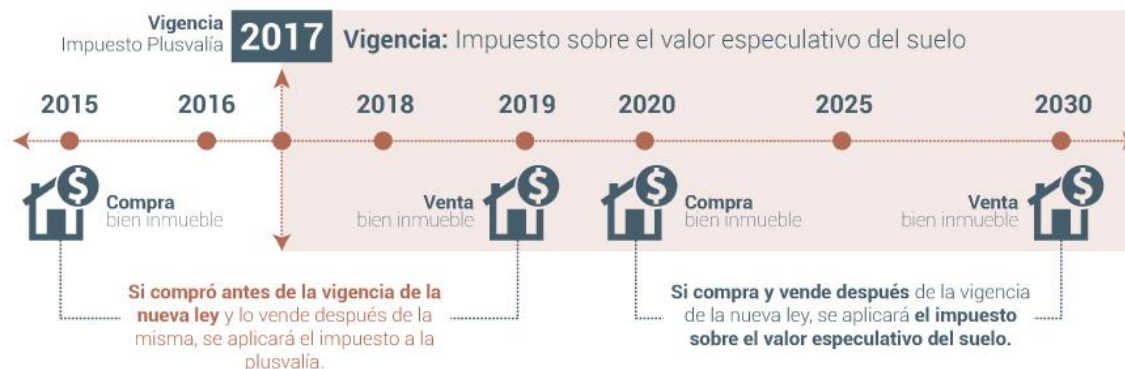 Vigencia
Impuesto Plusvalía
2017
Vigencia: Impuesto sobre el valor especulativo del suelo
2015
2016
2018
2019
2020
2025
2030
$
Compra
bien inmueble
Venta
bien inmueble
$
$
Compra
bien inmueble
Venta
bien inmueble
$
Si compró antes de la vigencia de la
nueva ley y lo vende después de la
misma, se aplicará el impuesto a la
plusvalía.
Si compra y vende después de la vigencia
de la nueva ley, se aplicará el impuesto
sobre el valor especulativo del suelo.